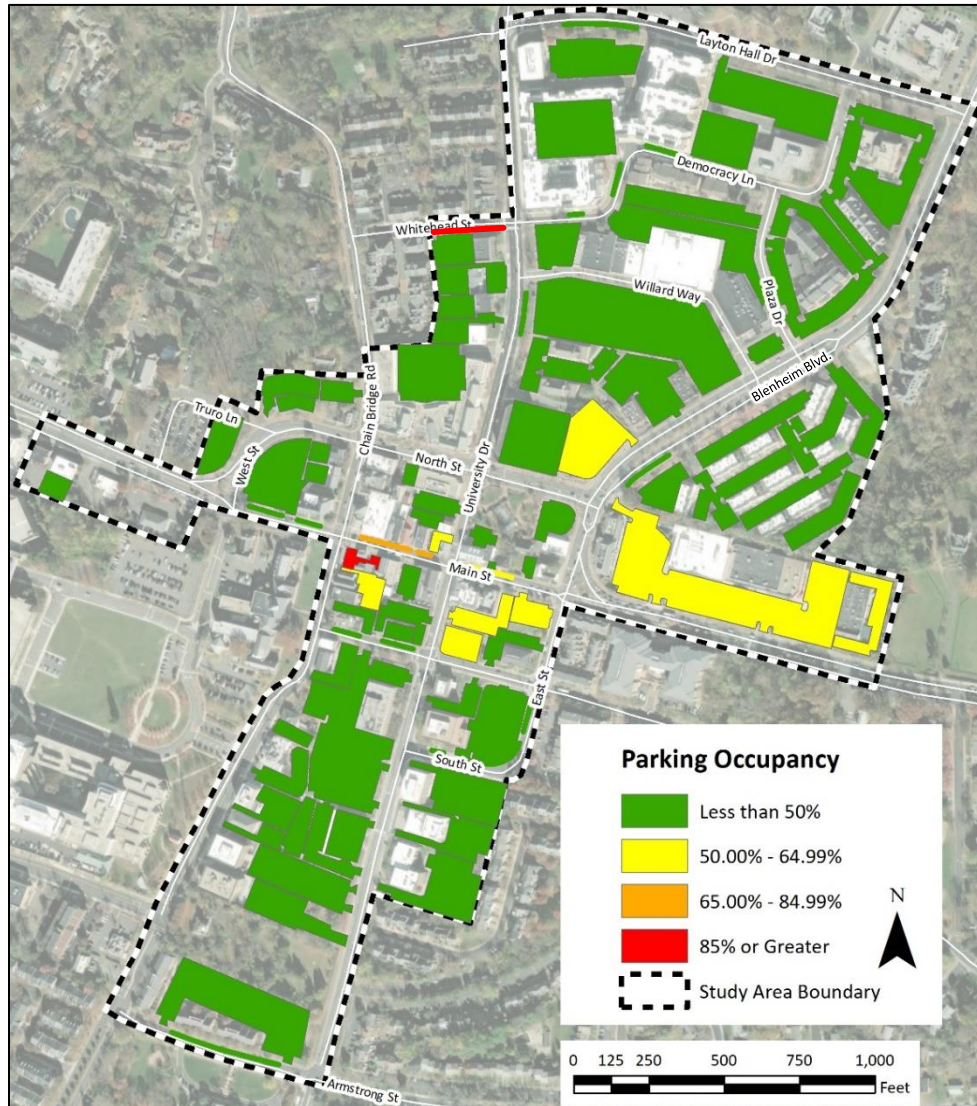 Layton Hall Dr
Democracy Ln
Whitehead St
Willard Way
Plaza Dr
Blenheim Blvd.
Chain Bridge Rd
Truro Ln
West St
North St
University Dr
Main St
East St
South St
Armstrong St
Parking Occupancy
Less than 50%
50.00% - 64.99%
65.00% - 84.99%
85% or Greater
Study Area Boundary
N
0 125 250 500 750 1,000
Feet